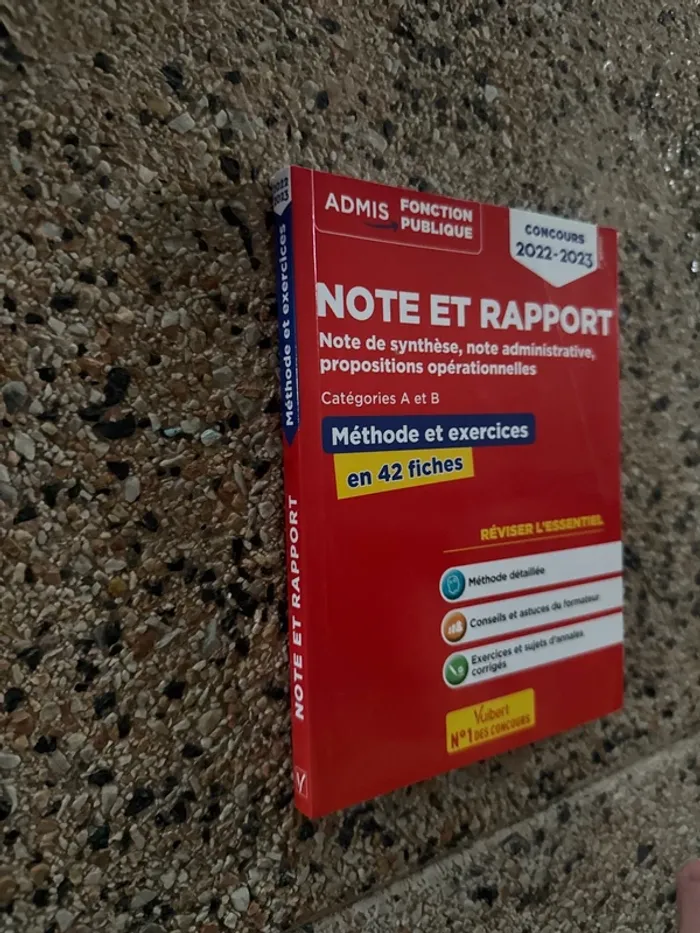 2022
2023
Méthode et exercices
NOTE ET RAPPORT
V
ADMIS FONCTION
PUBLIQUE
CONCOURS
2022-2023
NOTE ET RAPPORT
Note de synthèse, note administrative,
propositions opérationnelles
Catégories A et B
Méthode et exercices
en 42 fiches
RÉVISER L'ESSENTIEL
Méthode détaillée
Conseils et astuces du formateur
Exercices et sujets d'annales
corrigés
Vuibert
N°1 DES CONCOURS